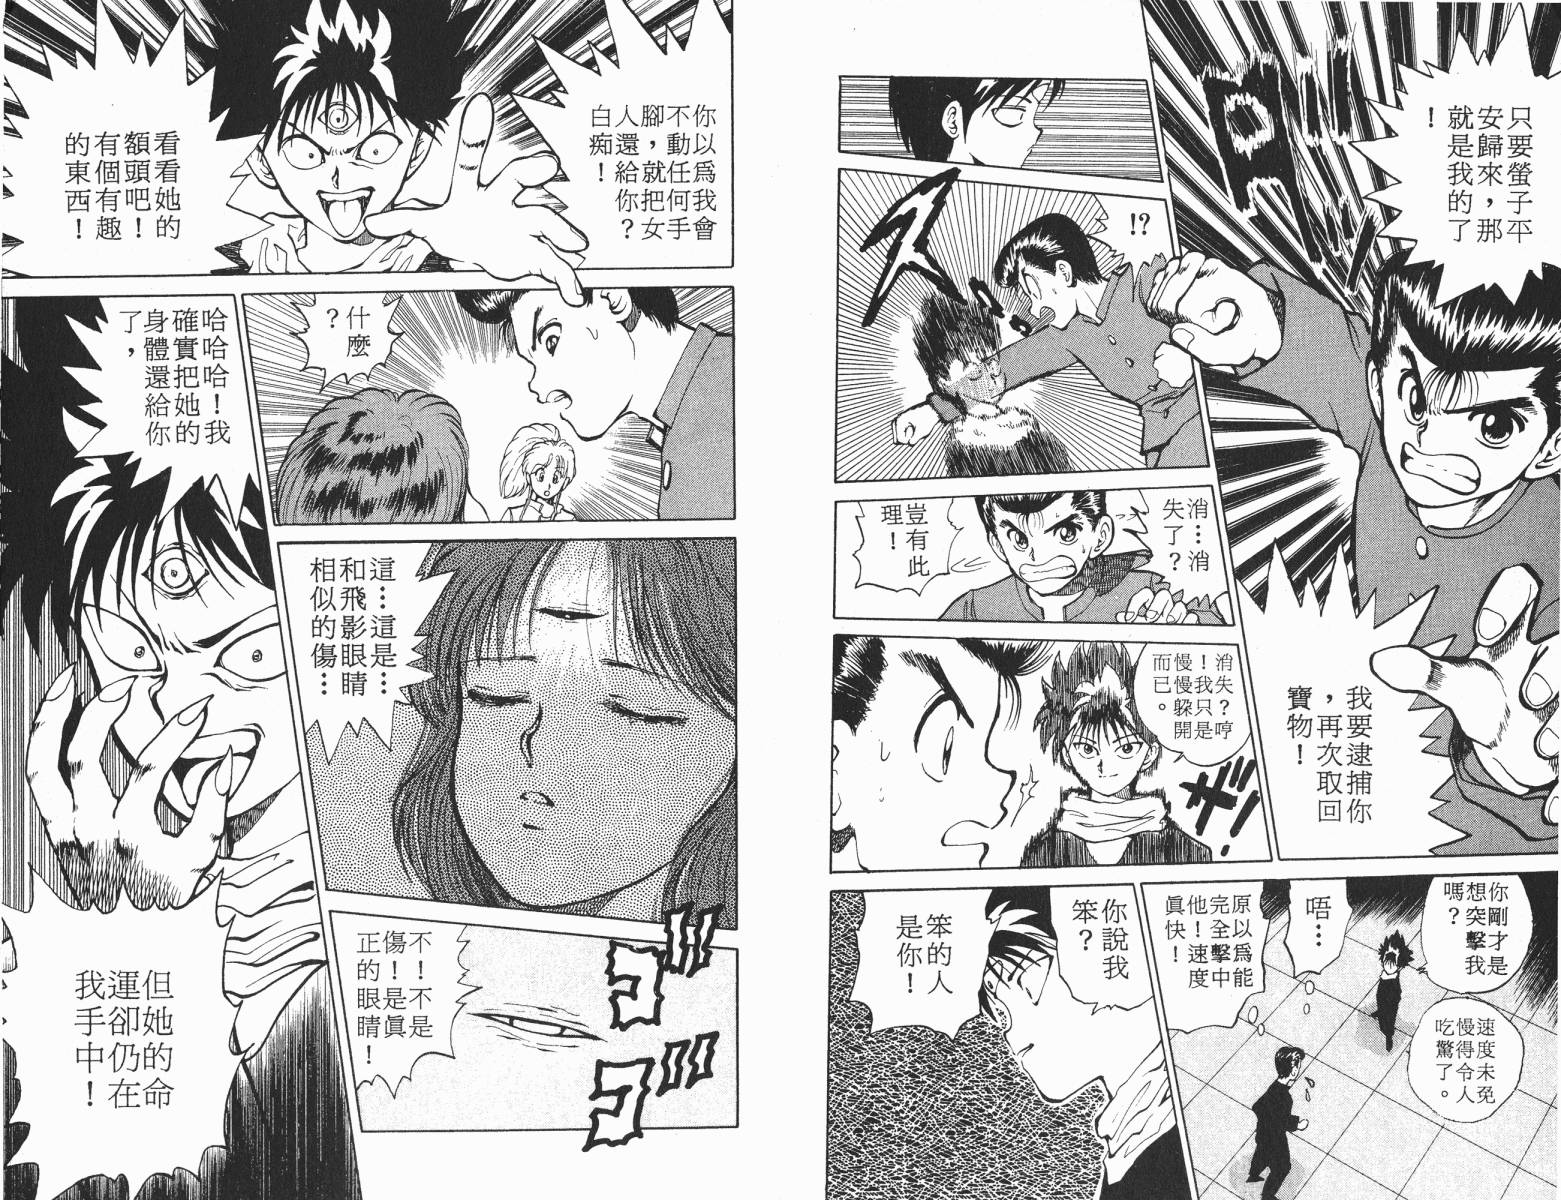 只要螢子平
安歸來，那
就是我的了
！
我要逮捕你
，再次取回
寶物！
!?
消…消
失了？
豈有此
理！
消失？哼
！我只是
慢慢躲開
而已。
你剛才是
想突擊我
嗎？
速度未免
慢得令人
吃驚了。
唔…
原以為能
完全擊中
他！速度
眞快！
你說我
笨？
笨的人
是你！
你以爲我會
不動任何手
腳，就把女
人還給你？
白痴！
看看她的
額頭吧！
有個有趣
的東西！
什麼
？
這…這是…
和飛影眼睛
相似的傷…
不！不是
傷！是眞
正的眼睛！
ゴゴ
哈哈哈！我
確實把她的
身體還給你
了，
但她的命
運卻仍在
我手中！